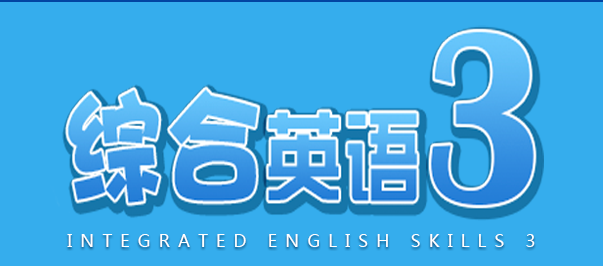 综合英语3
INTEGRATED ENGLISH SKILLS 3